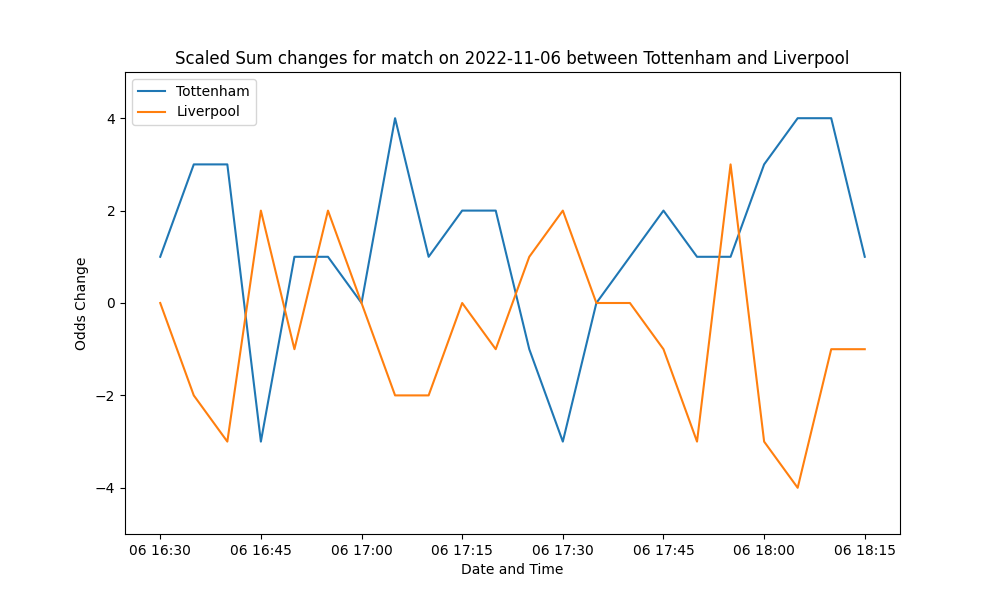 Scaled Sum changes for match on 2022-11-06 between Tottenham and Liverpool
Tottenham
Liverpool
Odds Change
4
2
0
−2
−4
06 16:30 06 16:45 06 17:00 06 17:15 06 17:30 06 17:45 06 18:00 06 18:15
Date and Time